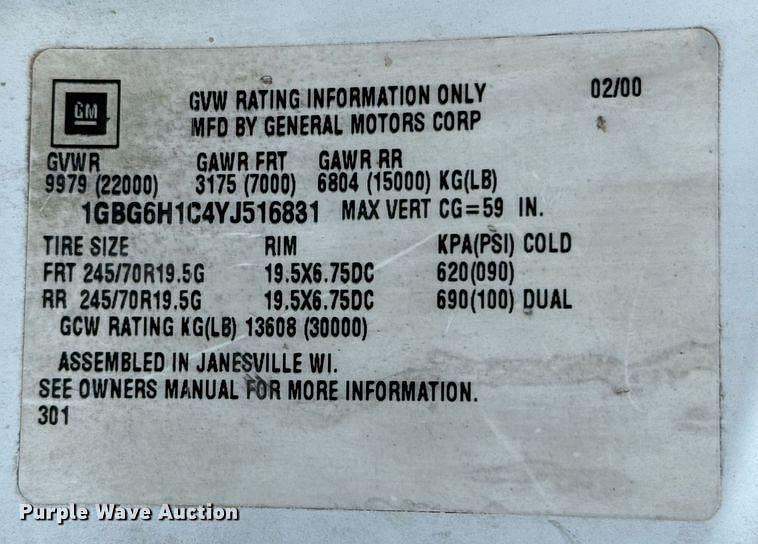 GM
GVW RATING INFORMATION ONLY 02/00
MFD BY GENERAL MOTORS CORP
GVWR GAWR FRT GAWR RR
9979 (22000) 3175 (7000) 6804 (15000) KG(LB)
1GBG6H1C4YJ516831 MAX VERT CG=59 IN.
TIRE SIZE RIM KPA(PSI) COLD
FRT 245/70R19.5G 19.5X6.75DC 620(090)
RR 245/70R19.5G 19.5X6.75DC 690(100) DUAL
GCW RATING KG(LB) 13608 (30000)
ASSEMBLED IN JANESVILLE WI.
SEE OWNERS MANUAL FOR MORE INFORMATION.
301
Purple Wave Auction